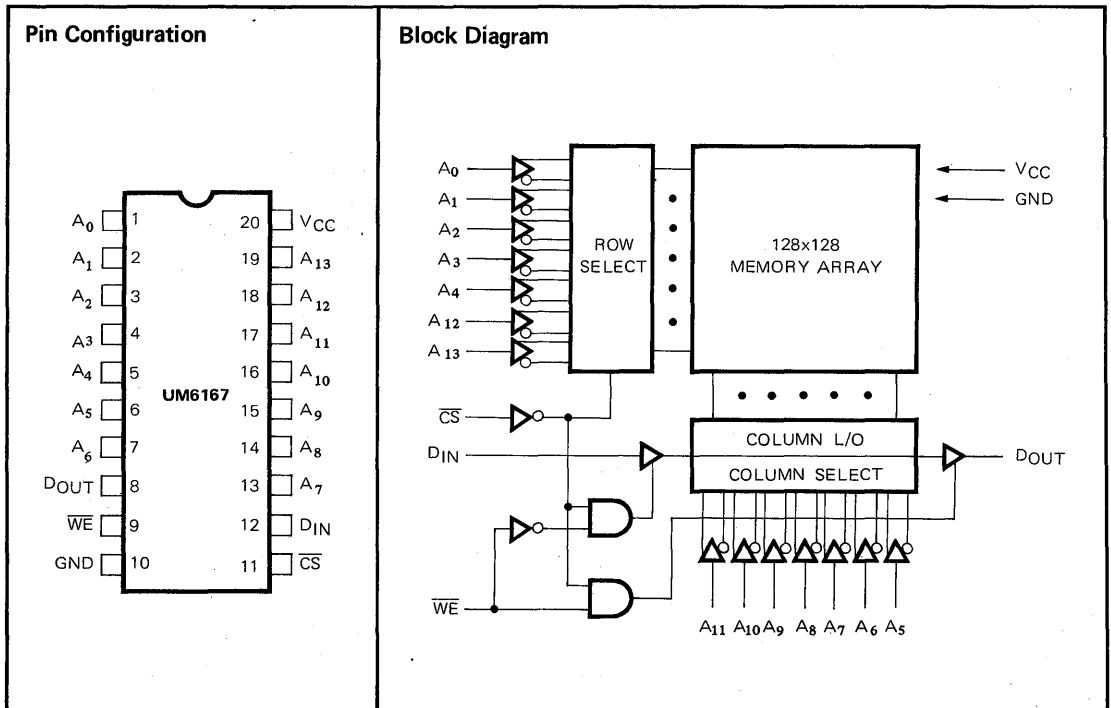 Pin Configuration
A0 1
A1 2
A2 3
A3 4
A4 5
A5 6
A6 7
DOUT 8
WE 9
GND 10
UM6167
20 VCC
19 A13
18 A12
17 A11
16 A10
15 A9
14 A8
13 A7
12 DIN
11 CS
Block Diagram
A0
A1
A2
A3
A4
A12
A13
ROW
SELECT
128x128
MEMORY ARRAY
VCC
GND
CS
DIN
COLUMN L/O
COLUMN SELECT
DOUT
WE
A11 A10 A9 A8 A7 A6 A5